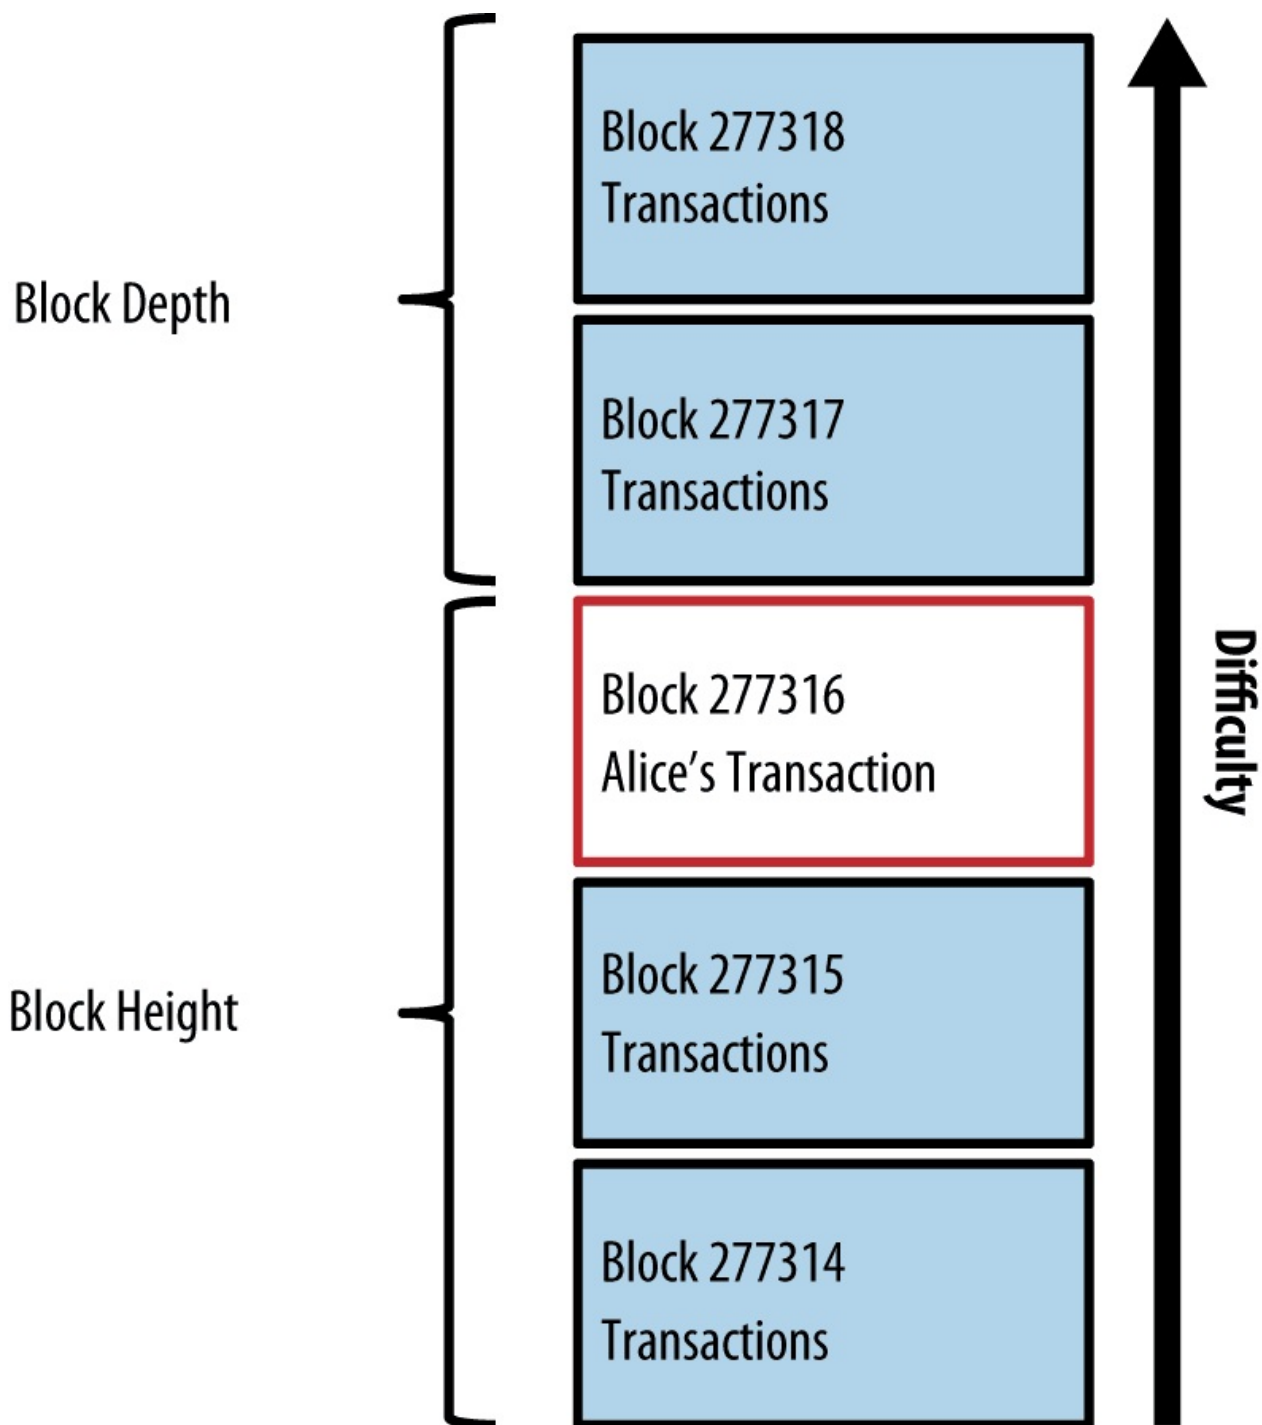 Block 277318
Transactions
Block Depth
Block 277317
Transactions
Block 277316
Alice’s Transaction
Difficulty
Block 277315
Transactions
Block Height
Block 277314
Transactions